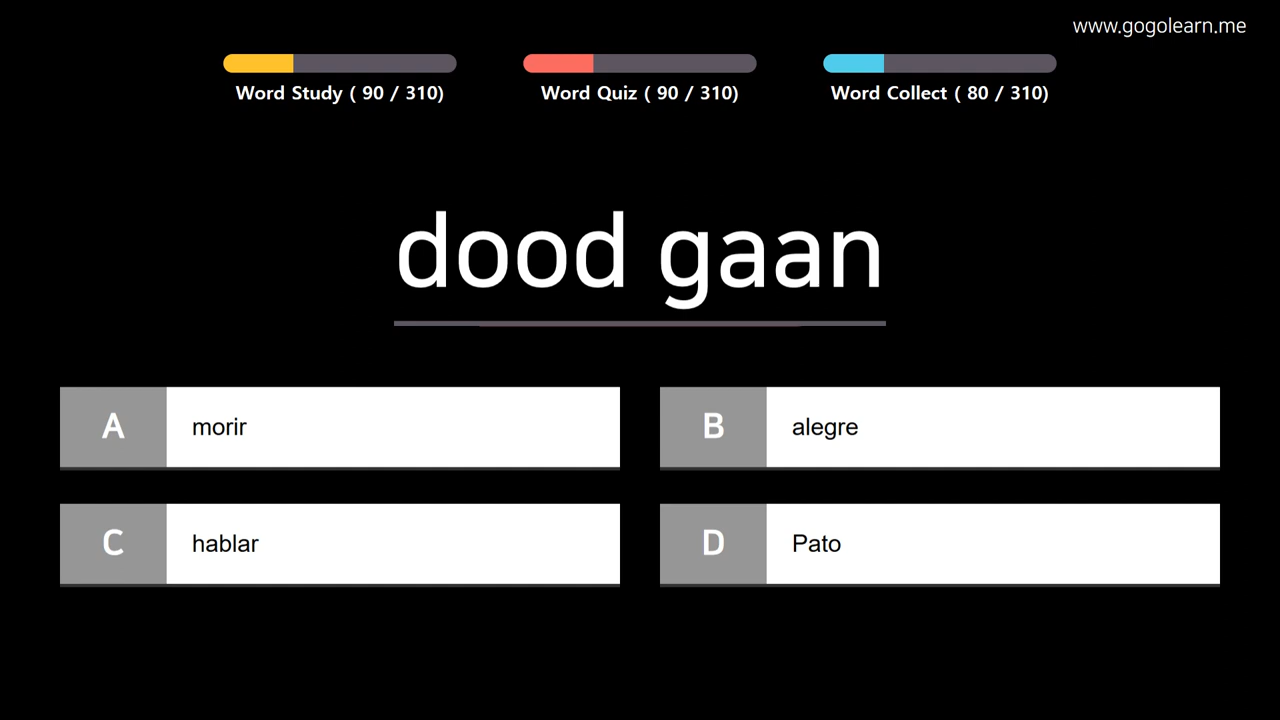 www.gogolearn.me
Word Study ( 90 / 310)
Word Quiz ( 90 / 310)
Word Collect ( 80 / 310)
dood gaan
A
morir
B
alegre
C
hablar
D
Pato